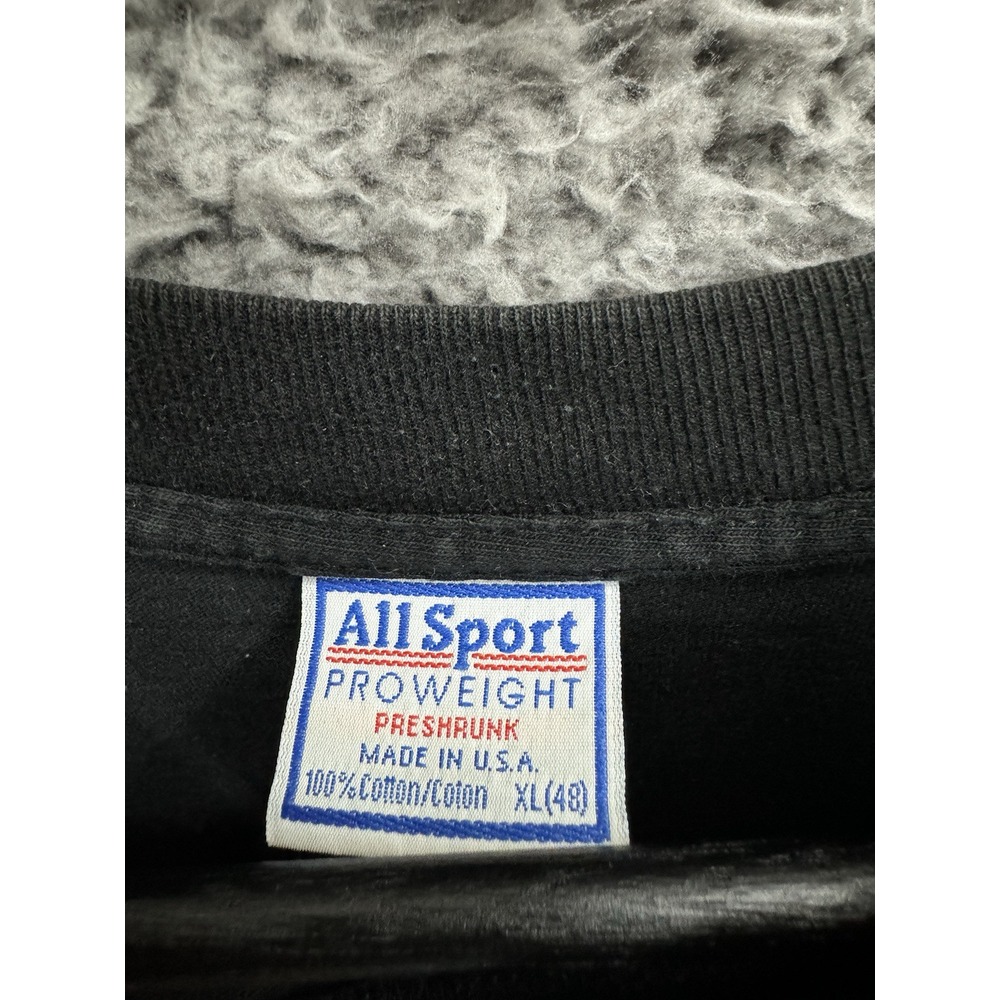 All Sport
PROWEIGHT
PRESHRUNK
MADE IN U.S.A.
100% Cotton/Coton XL(48)